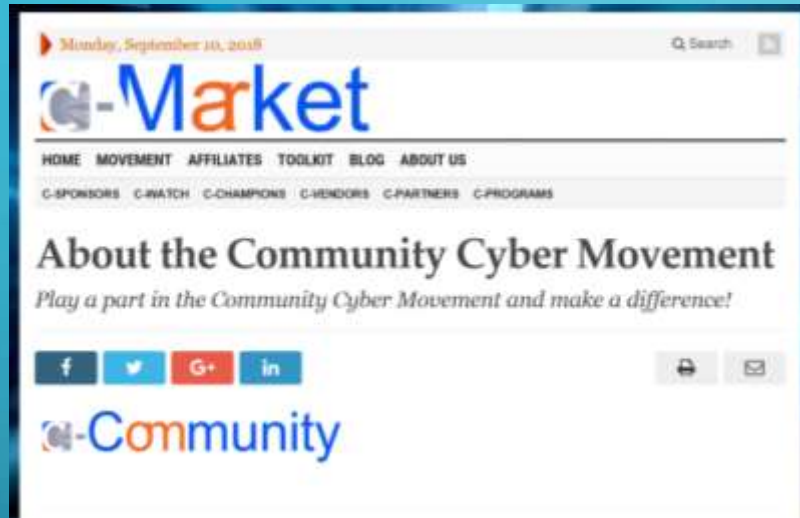 Monday, September 10, 2018 Search
C-Market
HOME MOVEMENT AFFILIATES TOOLKIT BLOG ABOUT US
C-SPONSORS C-WATCH C-CHAMPIONS C-VENDORS C-PARTNERS C-PROGRAMS
About the Community Cyber Movement
Play a part in the Community Cyber Movement and make a difference!
f G+ in
C-Community